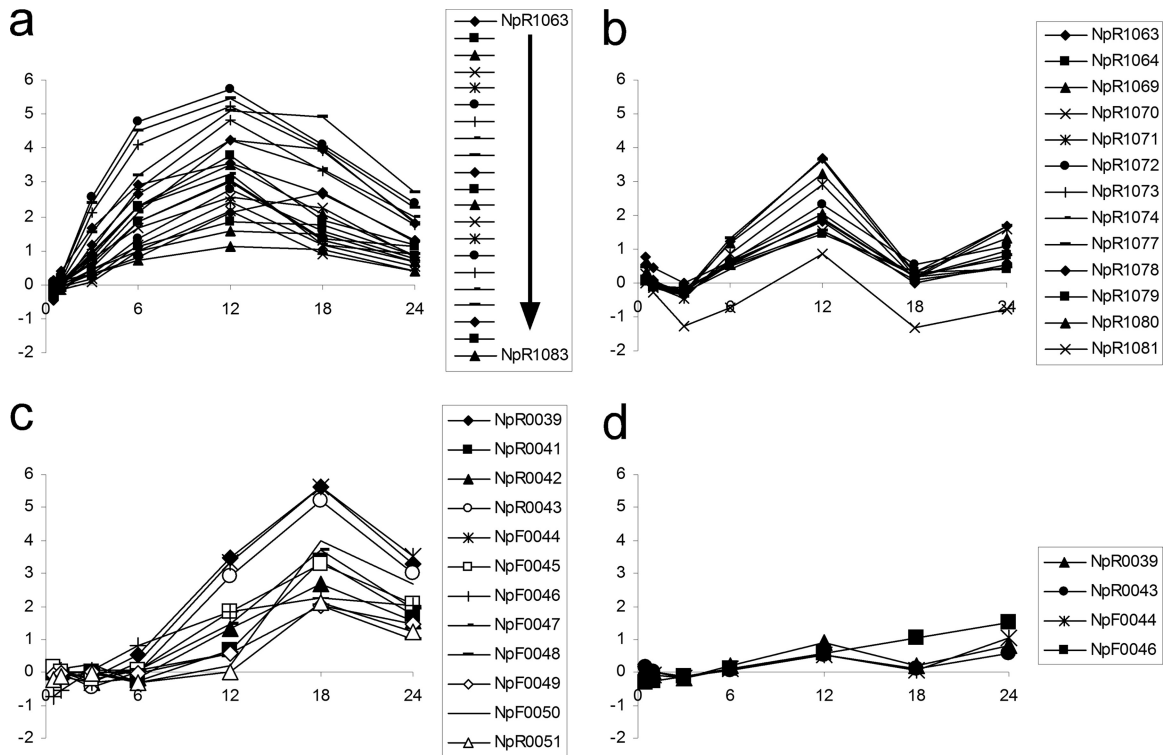 a
NpR1063
NpR1083
6
5
4
3
2
1
0
-1
-2
0 6 12 18 24
b
NpR1063
NpR1064
NpR1069
NpR1070
NpR1071
NpR1072
NpR1073
NpR1074
NpR1077
NpR1078
NpR1079
NpR1080
NpR1081
6
5
4
3
2
1
0
-1
-2
0 6 12 18 24
c
NpR0039
NpR0041
NpR0042
NpR0043
NpF0044
NpF0045
NpF0046
NpF0047
NpF0048
NpF0049
NpF0050
NpR0051
6
5
4
3
2
1
0
-1
-2
0 6 12 18 24
d
NpR0039
NpR0043
NpF0044
NpF0046
6
5
4
3
2
1
0
-1
-2
0 6 12 18 24